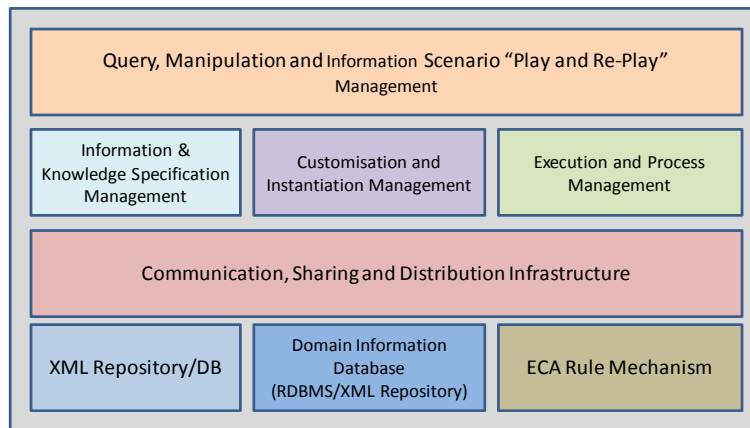 Query, Manipulation and Information Scenario “Play and Re-Play”
Management
Information &
Knowledge Specification
Management
Customisation and
Instantiation Management
Execution and Process
Management
Communication, Sharing and Distribution Infrastructure
XML Repository/DB
Domain Information
Database
(RDBMS/XML Repository)
ECA Rule Mechanism